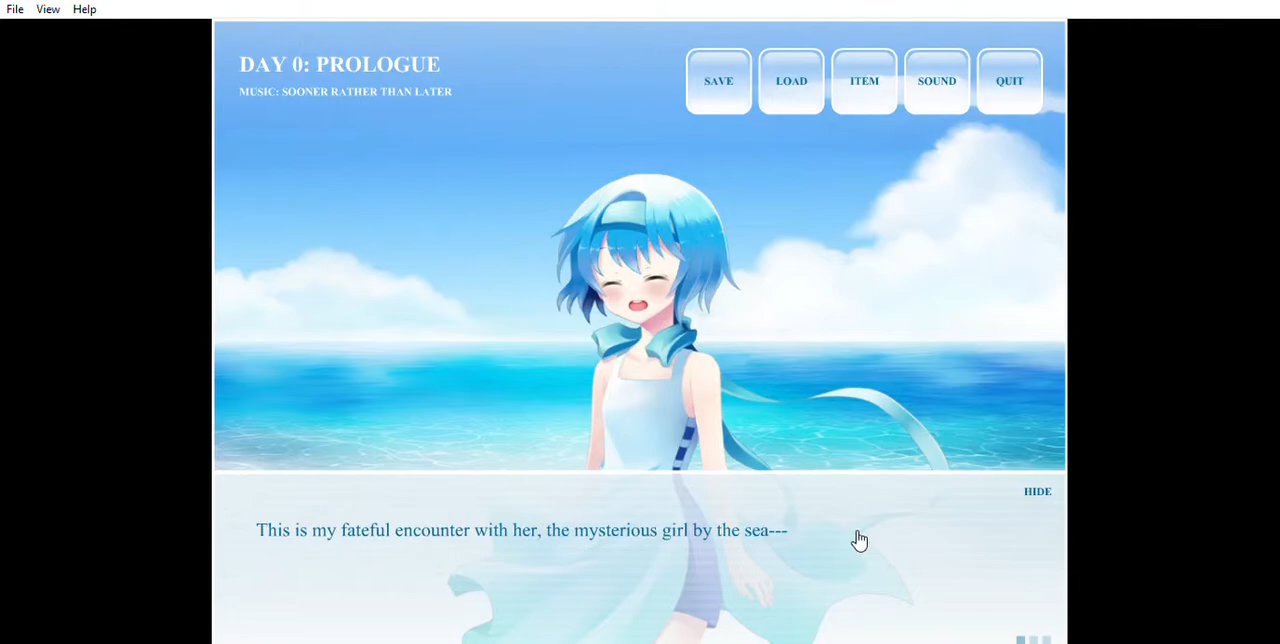 File View Help
DAY 0: PROLOGUE
MUSIC: SOONER RATHER THAN LATER
SAVE LOAD ITEM SOUND QUIT
HIDE
This is my fateful encounter with her, the mysterious girl by the sea---